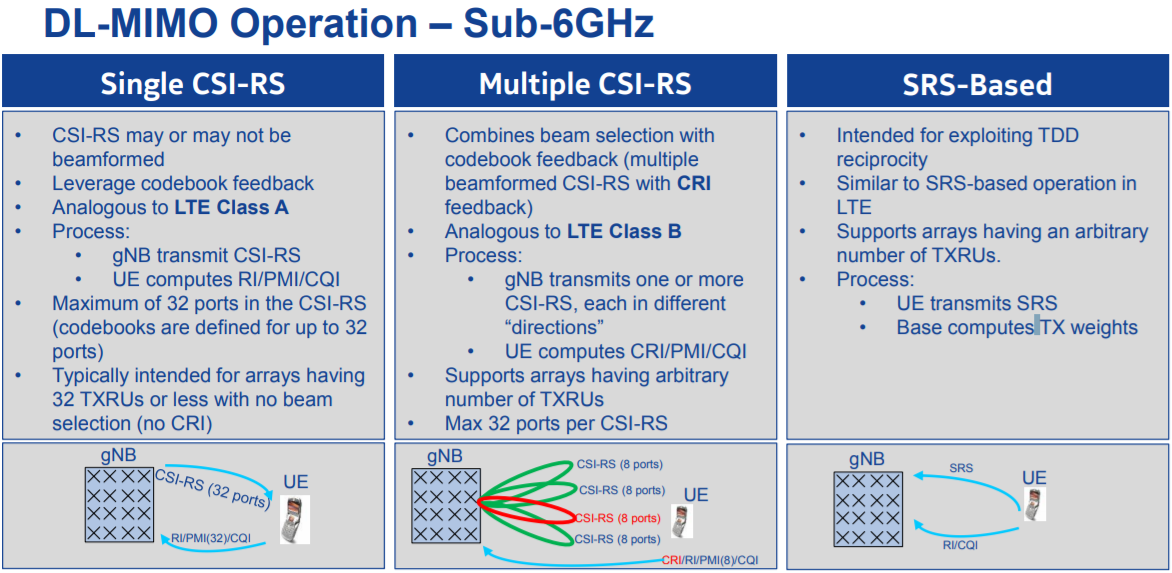 DL-MIMO Operation – Sub-6GHz
Single CSI-RS
• CSI-RS may or may not be
beamformed
• Leverage codebook feedback
• Analogous to LTE Class A
• Process:
• gNB transmit CSI-RS
• UE computes RI/PMI/CQI
• Maximum of 32 ports in the CSI-RS
(codebooks are defined for up to 32
ports)
• Typically intended for arrays having
32 TXRUs or less with no beam
selection (no CRI)
gNB
CSI-RS (32 ports)
UE
RI/PMI(32)/CQI
Multiple CSI-RS
• Combines beam selection with
codebook feedback (multiple
beamformed CSI-RS with CRI
feedback)
• Analogous to LTE Class B
• Process:
• gNB transmits one or more
CSI-RS, each in different
“directions”
• UE computes CRI/PMI/CQI
• Supports arrays having arbitrary
number of TXRUs
• Max 32 ports per CSI-RS
gNB
CSI-RS (8 ports)
CSI-RS (8 ports)
UE
CSI-RS (8 ports)
CSI-RS (8 ports)
CRI/RI/PMI(8)/CQI
SRS-Based
• Intended for exploiting TDD
reciprocity
• Similar to SRS-based operation in
LTE
• Supports arrays having an arbitrary
number of TXRUs.
• Process:
• UE transmits SRS
• Base computes TX weights
gNB
SRS
UE
RI/CQI